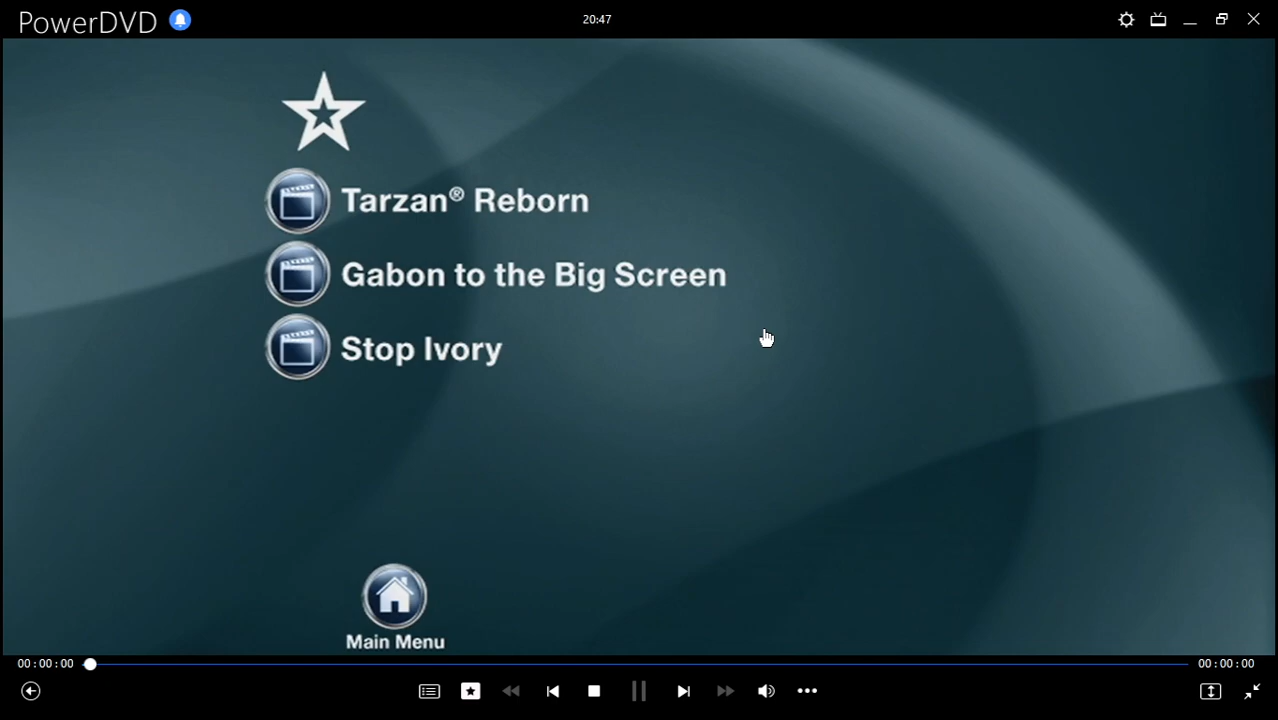 PowerDVD
20:47
Tarzan® Reborn
Gabon to the Big Screen
Stop Ivory
Main Menu
00:00:00
00:00:00